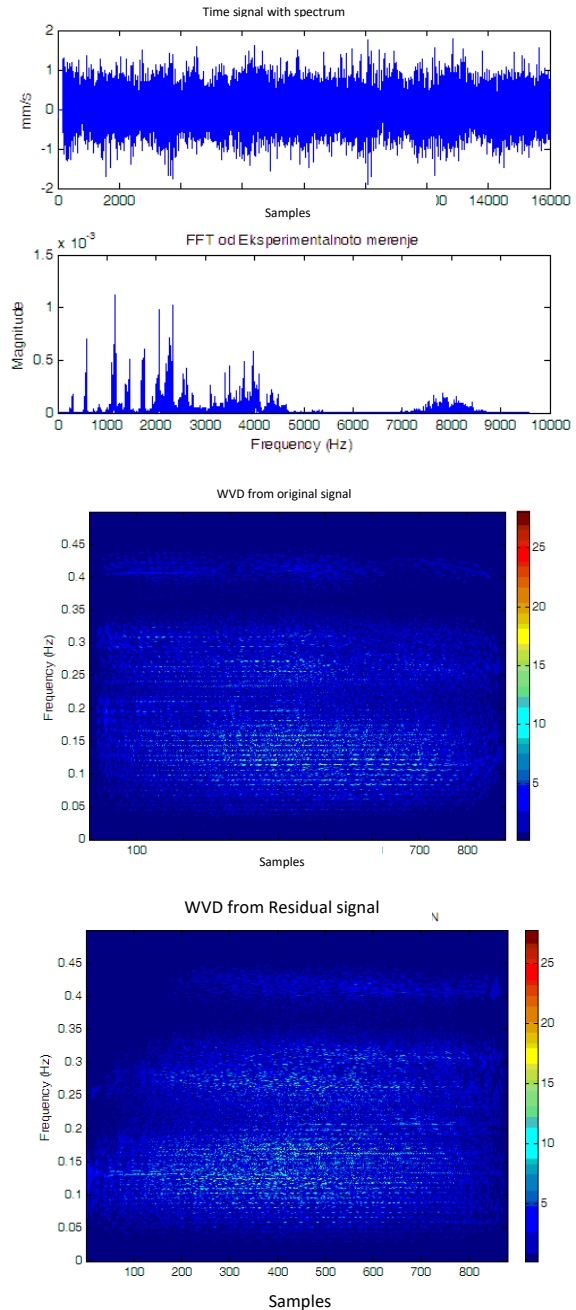 Time signal with spectrum
2
1
0
-1
-2
mm/s
0 2000 14000 16000
Samples
x 10^-3
FFT od Eksperimentalnoto merenje
1.5
1
0.5
0
Magnitude
0 1000 2000 3000 4000 5000 6000 7000 8000 9000 10000
Frequency (Hz)
WVD from original signal
0.45
0.4
0.35
0.3
0.25
0.2
0.15
0.1
0.05
0
Frequency (Hz)
100 700 800
Samples
25
20
15
10
5
WVD from Residual signal
N
0.45
0.4
0.35
0.3
0.25
0.2
0.15
0.1
0.05
0
Frequency (Hz)
100 200 300 400 500 600 700 800
Samples
25
20
15
10
5